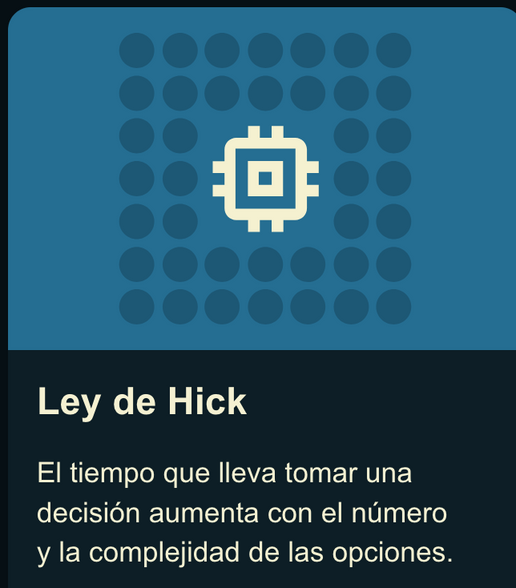 Ley de Hick
El tiempo que lleva tomar una
decisión aumenta con el número
y la complejidad de las opciones.